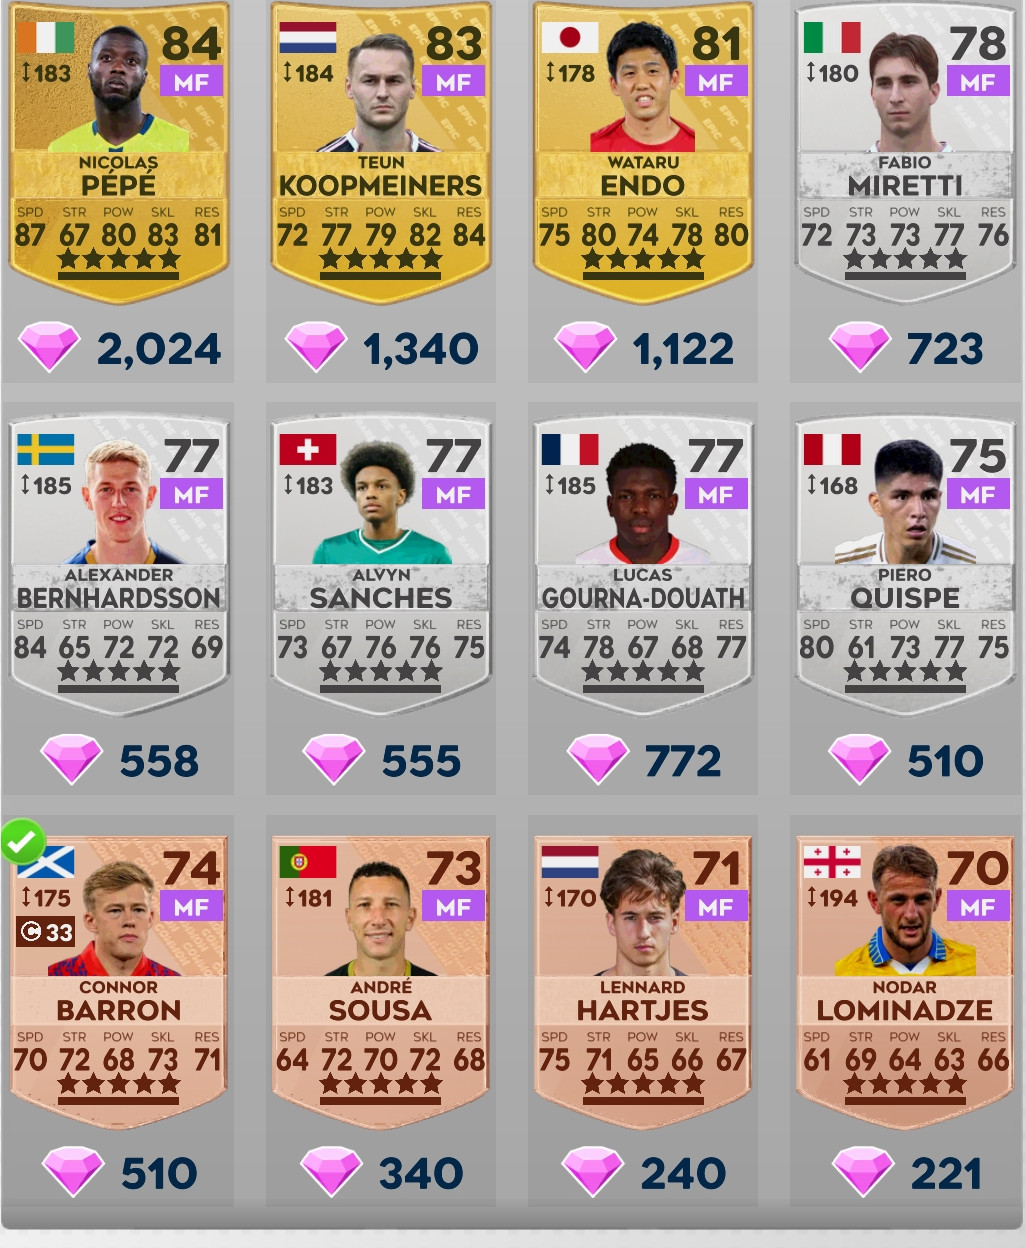 84
↕183
MF
NICOLAS
PÉPÉ
SPD STR POW SKL RES
87 67 80 83 81
2,024
83
↕184
MF
TEUN
KOOPMEINERS
SPD STR POW SKL RES
72 77 79 82 84
1,340
81
↕178
MF
WATARU
ENDO
SPD STR POW SKL RES
75 80 74 78 80
1,122
78
↕180
MF
FABIO
MIRETTI
SPD STR POW SKL RES
72 73 73 77 76
723
77
↕185
MF
ALEXANDER
BERNHARDSSON
SPD STR POW SKL RES
84 65 72 72 69
558
77
↕183
MF
ALVYN
SANCHES
SPD STR POW SKL RES
73 67 76 76 75
555
77
↕185
MF
LUCAS
GOURNA-DOUATH
SPD STR POW SKL RES
74 78 67 68 77
772
75
↕168
MF
PIERO
QUISPE
SPD STR POW SKL RES
80 61 73 77 75
510
74
↕175
MF
C 33
CONNOR
BARRON
SPD STR POW SKL RES
70 72 68 73 71
510
73
↕181
MF
ANDRÉ
SOUSA
SPD STR POW SKL RES
64 72 70 72 68
340
71
↕170
MF
LENNARD
HARTJES
SPD STR POW SKL RES
75 71 65 66 67
240
70
↕194
MF
NODAR
LOMINADZE
SPD STR POW SKL RES
61 69 64 63 66
221